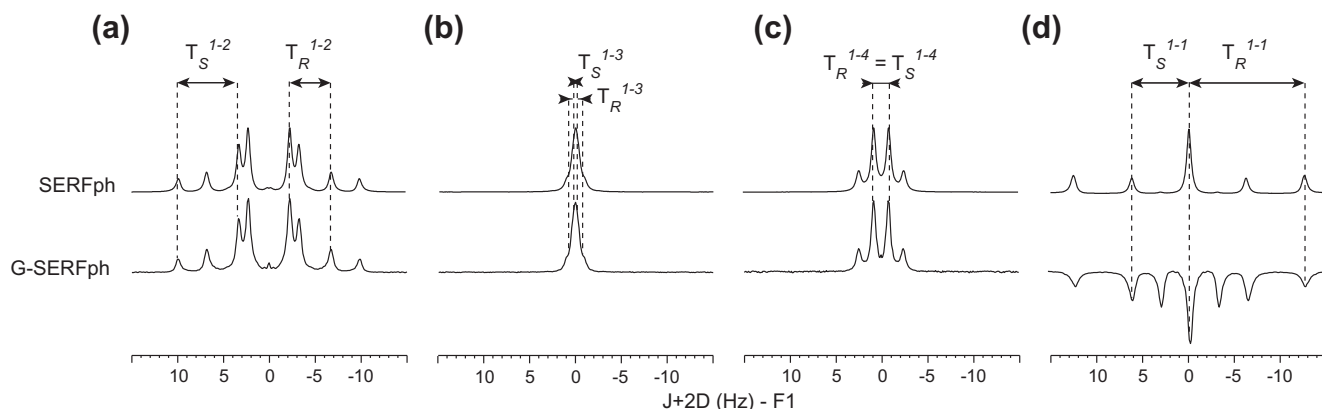 (a) (b) (c) (d)
T_S^1-2 T_R^1-2 T_S^1-3 T_R^1-4 = T_S^1-4 T_S^1-1 T_R^1-1
T_R^1-3
SERFph
G-SERFph
10 5 0 -5 -10 10 5 0 -5 -10 10 5 0 -5 -10 10 5 0 -5 -10
J+2D (Hz) - F1